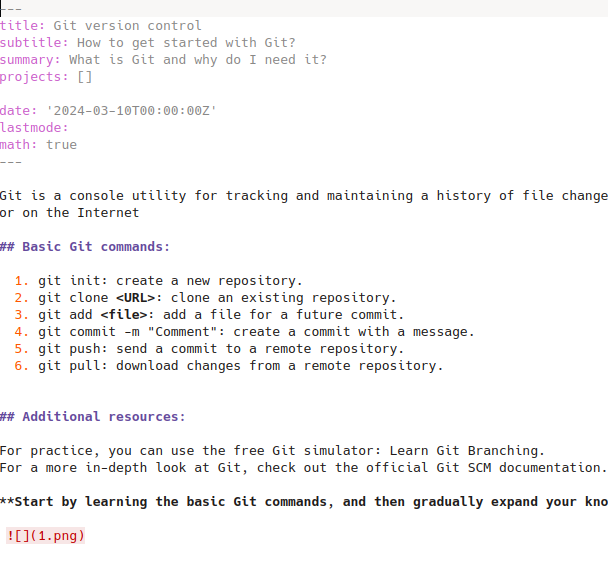 ---
title: Git version control
subtitle: How to get started with Git?
summary: What is Git and why do I need it?
projects: []
date: '2024-03-10T00:00:00Z'
lastmode:
math: true
---
Git is a console utility for tracking and maintaining a history of file change
or on the Internet
## Basic Git commands:
1. git init: create a new repository.
2. git clone <URL>: clone an existing repository.
3. git add <file>: add a file for a future commit.
4. git commit -m "Comment": create a commit with a message.
5. git push: send a commit to a remote repository.
6. git pull: download changes from a remote repository.
## Additional resources:
For practice, you can use the free Git simulator: Learn Git Branching.
For a more in-depth look at Git, check out the official Git SCM documentation.
**Start by learning the basic Git commands, and then gradually expand your kno
![](1.png)